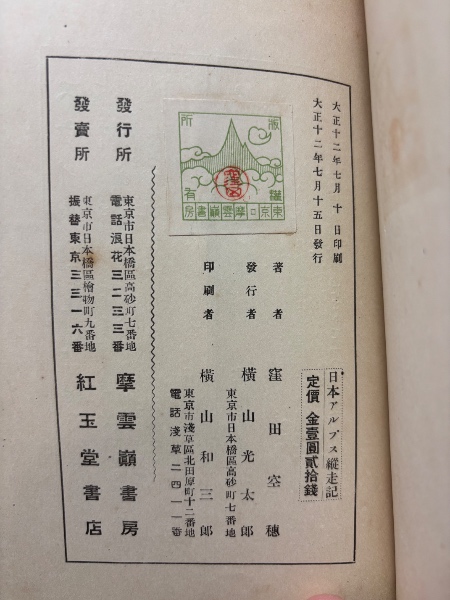 大正十二年七月十日印刷
大正十二年七月十五日發行
日本アルプス縱走記
定價 金壹圓貳拾錢
著者 窪田空穗
發行者 東京市日本橋區高砂町七番地 横山光太郎
印刷者 東京市淺草區北田原町十二番地 横山和三郎
電話淺草二四一一番
版權所有
東京口摩雲巓書房
發行所 東京市日本橋區高砂町七番地 摩雲巓書房
電話浪花三二三三番
發賣所 東京市日本橋區檜物町九番地 紅玉堂書店
振替東京三三一六番